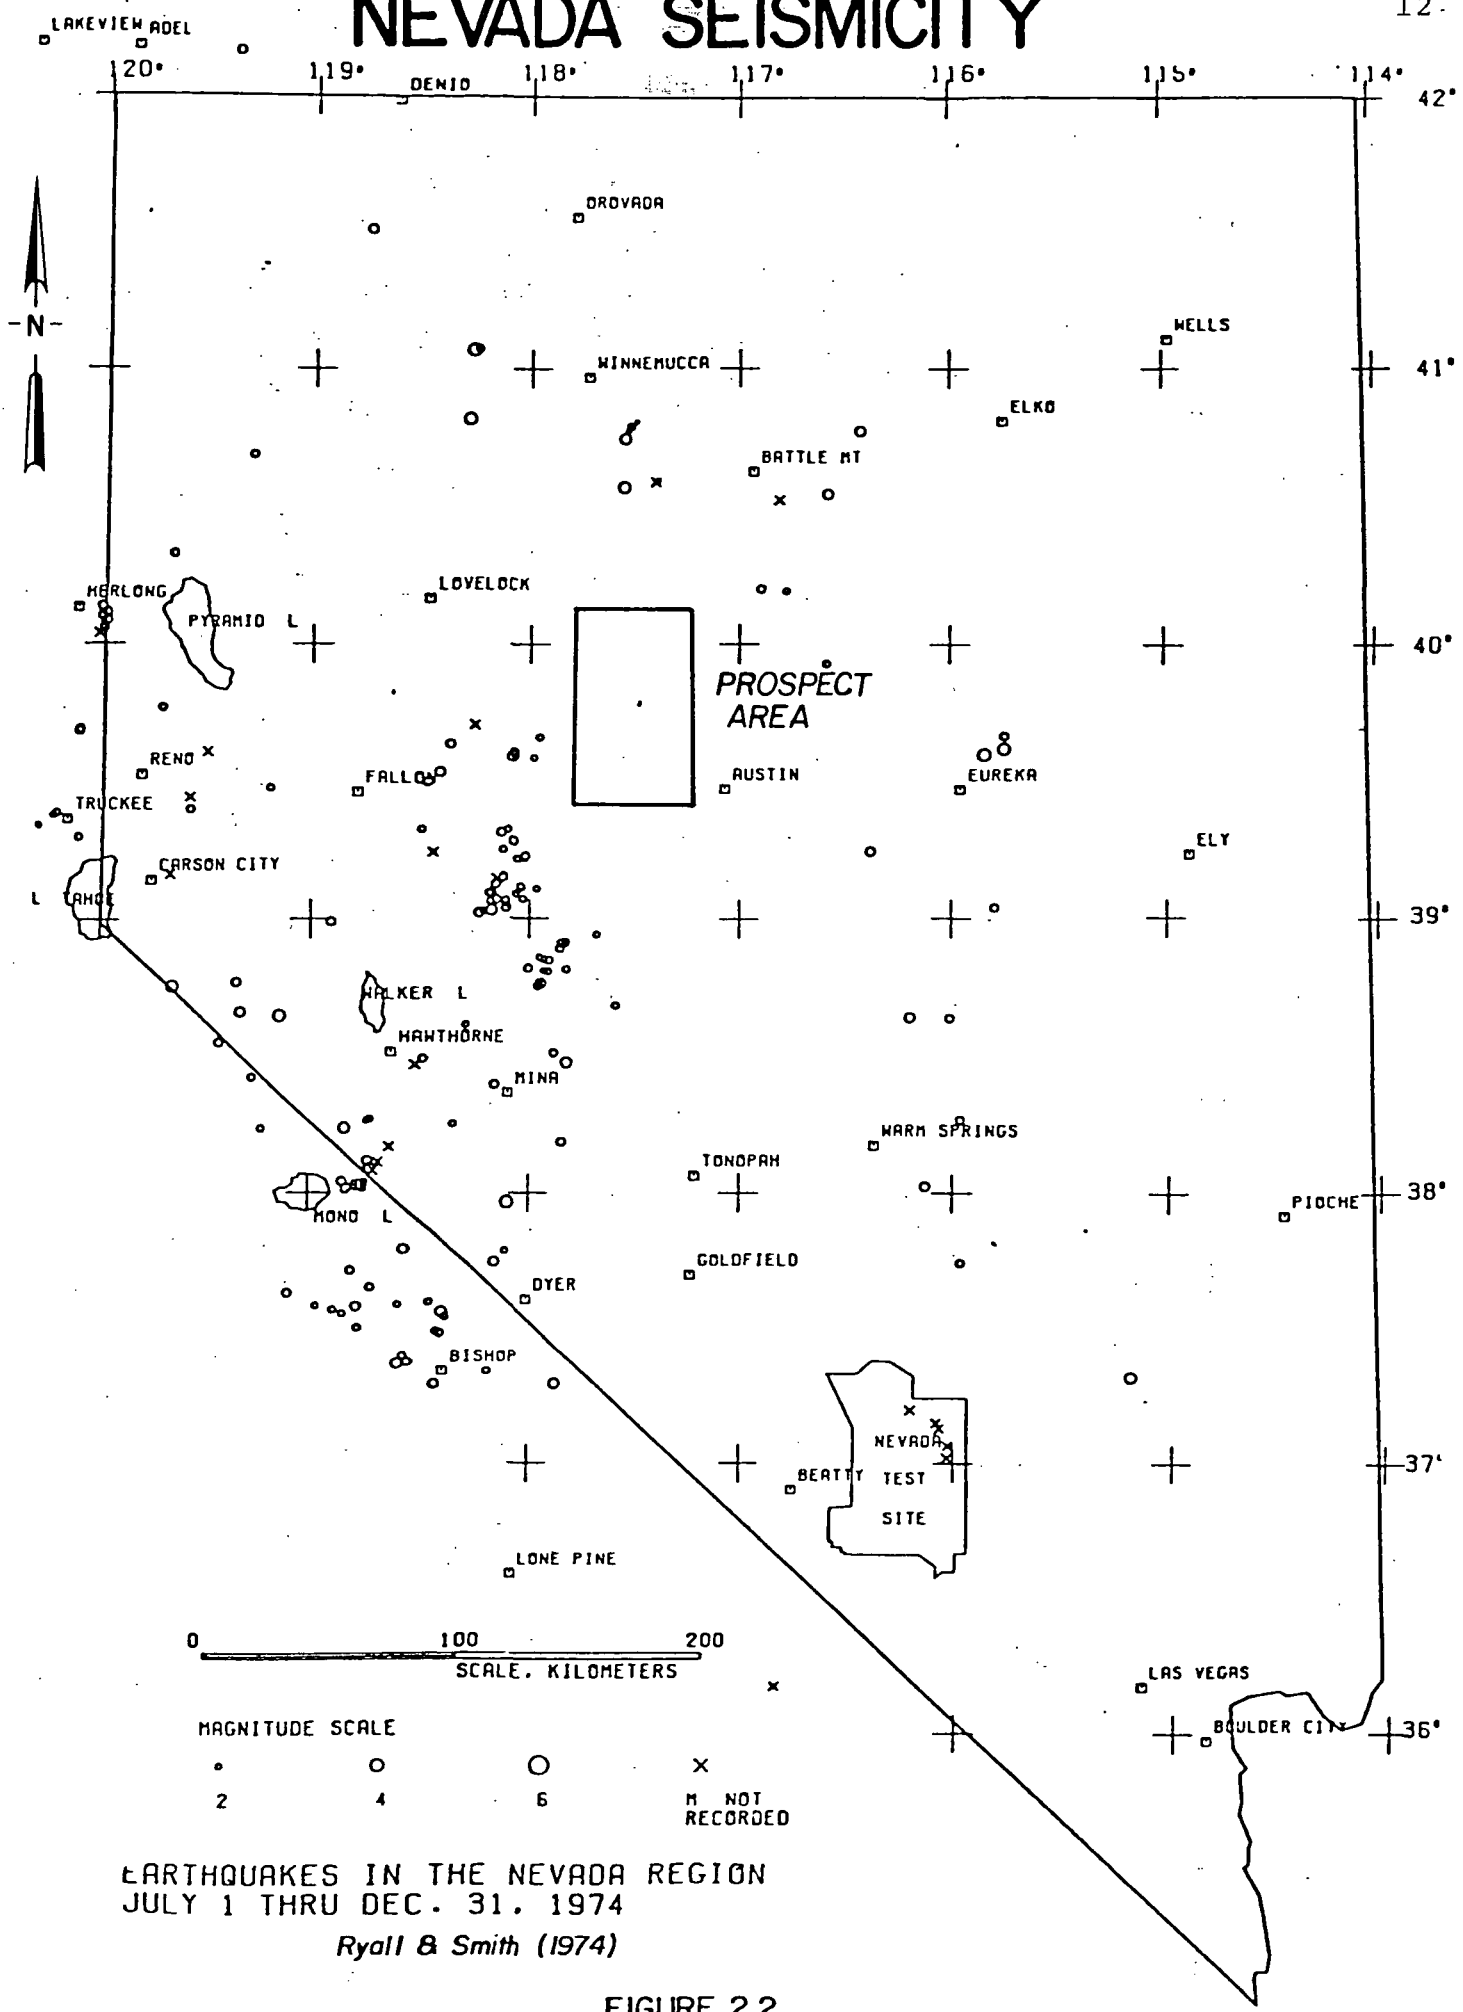 NEVADA SEISMICITY
12.
LAKEVIEW
ADEL
120°
119°
118°
117°
116°
115°
114°
DENIO
42°
OROVADA
-N-
WELLS
WINNEMUCCA
41°
ELKO
BATTLE MT
LOVELOCK
HERLONG
PYRAMID L
40°
PROSPECT
AREA
RENO
FALLON
AUSTIN
EUREKA
TRUCKEE
ELY
CARSON CITY
L TAHOE
39°
WALKER L
HAWTHORNE
MINA
WARM SPRINGS
TONOPAH
38°
PIOCHE
MONO L
GOLDFIELD
DYER
BISHOP
NEVADA
37'
BEATTY
TEST
SITE
LONE PINE
0 100 200
SCALE. KILOMETERS
LAS VEGAS
BOULDER CITY
36°
MAGNITUDE SCALE
2 4 6 M NOT
RECORDED
EARTHQUAKES IN THE NEVADA REGION
JULY 1 THRU DEC. 31. 1974
Ryall & Smith (1974)
FIGURE 2.2